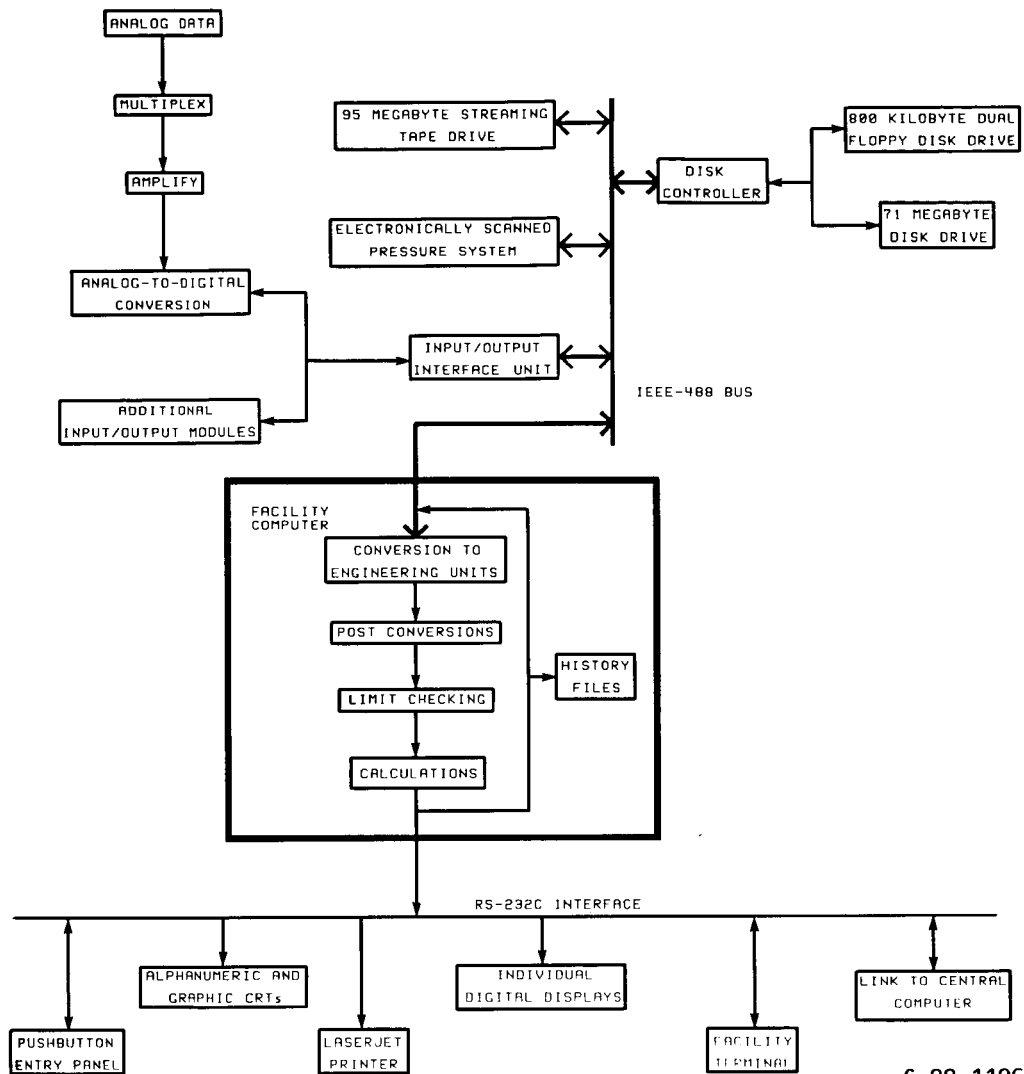 ANALOG DATA
MULTIPLEX
AMPLIFY
ANALOG-TO-DIGITAL
CONVERSION
ADDITIONAL
INPUT/OUTPUT MODULES
95 MEGABYTE STREAMING
TAPE DRIVE
ELECTRONICALLY SCANNED
PRESSURE SYSTEM
INPUT/OUTPUT
INTERFACE UNIT
DISK
CONTROLLER
800 KILOBYTE DUAL
FLOPPY DISK DRIVE
71 MEGABYTE
DISK DRIVE
IEEE-488 BUS
FACILITY
COMPUTER
CONVERSION TO
ENGINEERING UNITS
POST CONVERSIONS
LIMIT CHECKING
CALCULATIONS
HISTORY
FILES
RS-232C INTERFACE
PUSHBUTTON
ENTRY PANEL
ALPHANUMERIC AND
GRAPHIC CRTs
LASERJET
PRINTER
INDIVIDUAL
DIGITAL DISPLAYS
FACILITY
TERMINAL
LINK TO CENTRAL
COMPUTER